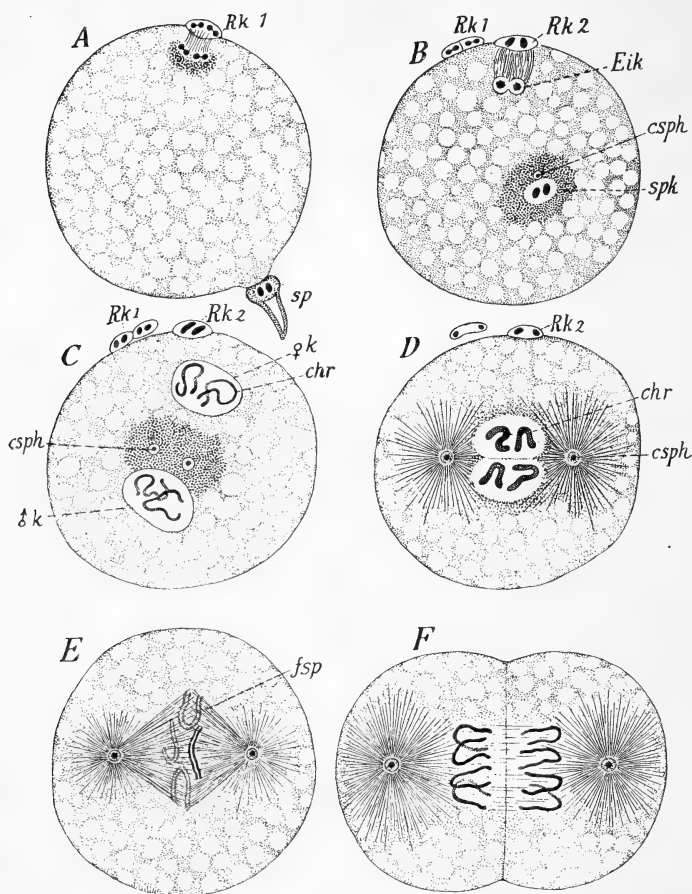 A
Rk 1
sp
B
Rk 1
Rk 2
Eik
csph
spk
C
Rk 1
Rk 2
♀ k
chr
csph
♂ k
D
Rk 2
chr
csph
E
fsp
F